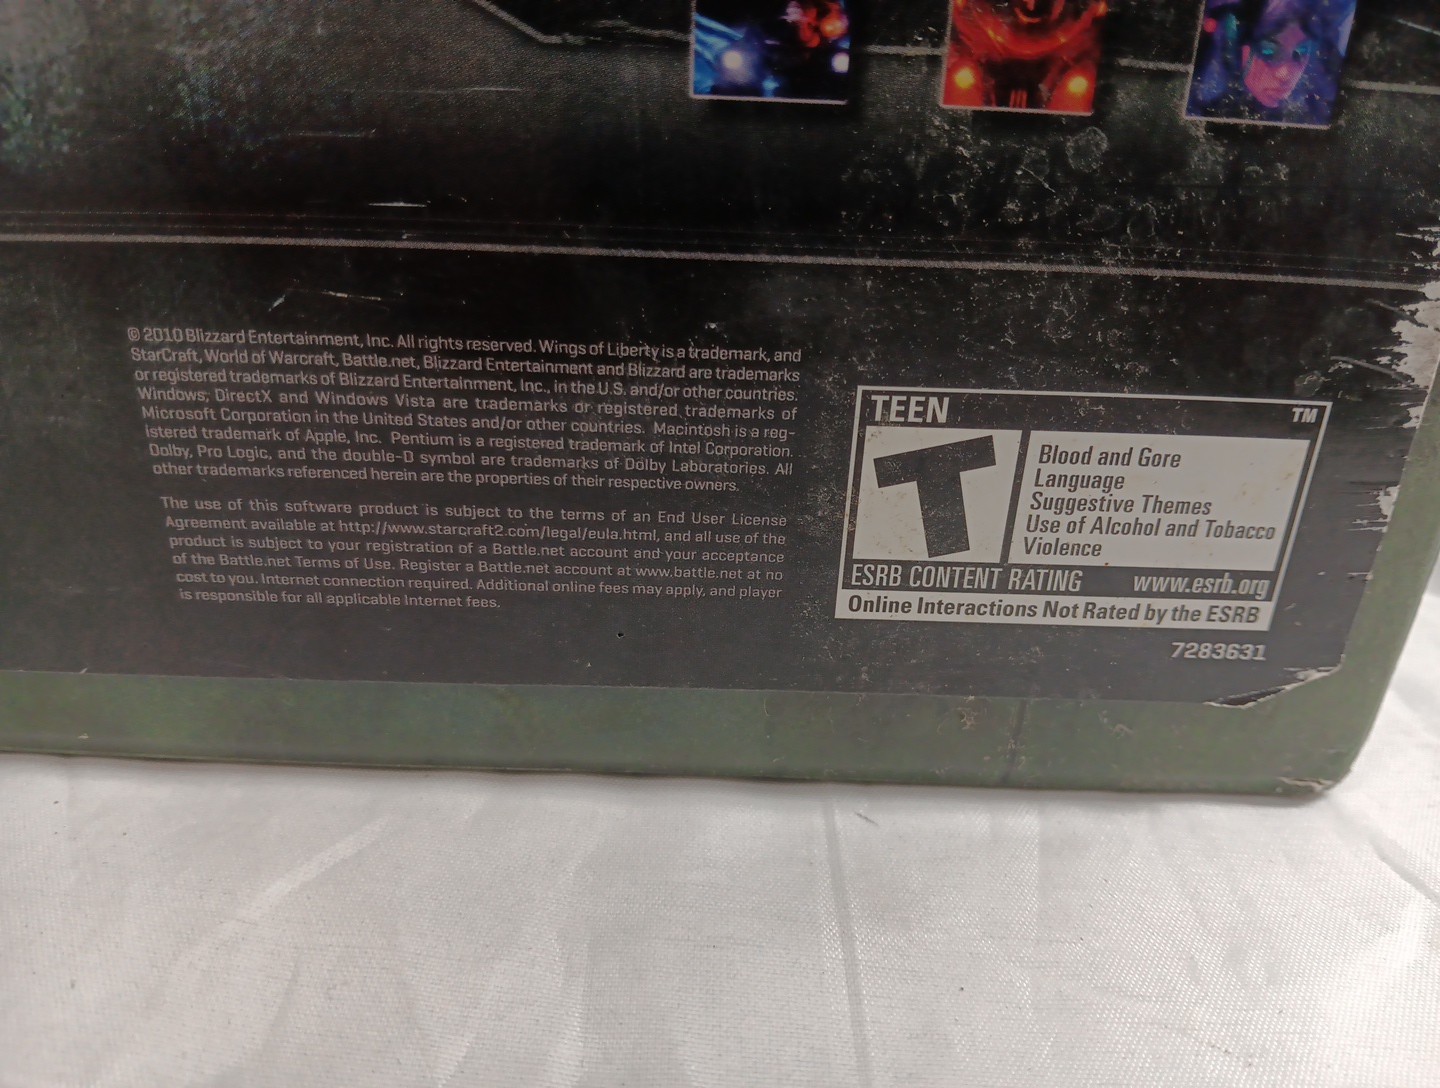 © 2010 Blizzard Entertainment, Inc. All rights reserved. Wings of Liberty is a trademark, and
StarCraft, World of Warcraft, Battle.net, Blizzard Entertainment and Blizzard are trademarks
or registered trademarks of Blizzard Entertainment, Inc., in the U.S. and/or other countries.
Windows, DirectX and Windows Vista are trademarks or registered trademarks of
Microsoft Corporation in the United States and/or other countries. Macintosh is a reg-
istered trademark of Apple, Inc. Pentium is a registered trademark of Intel Corporation.
Dolby, Pro Logic, and the double-D symbol are trademarks of Dolby Laboratories. All
other trademarks referenced herein are the properties of their respective owners.
The use of this software product is subject to the terms of an End User License
Agreement available at http://www.starcraft2.com/legal/eula.html, and all use of the
product is subject to your registration of a Battle.net account and your acceptance
of the Battle.net Terms of Use. Register a Battle.net account at www.battle.net at no
cost to you. Internet connection required. Additional online fees may apply, and player
is responsible for all applicable Internet fees.
TEEN TM
T
Blood and Gore
Language
Suggestive Themes
Use of Alcohol and Tobacco
Violence
ESRB CONTENT RATING www.esrb.org
Online Interactions Not Rated by the ESRB
7283631